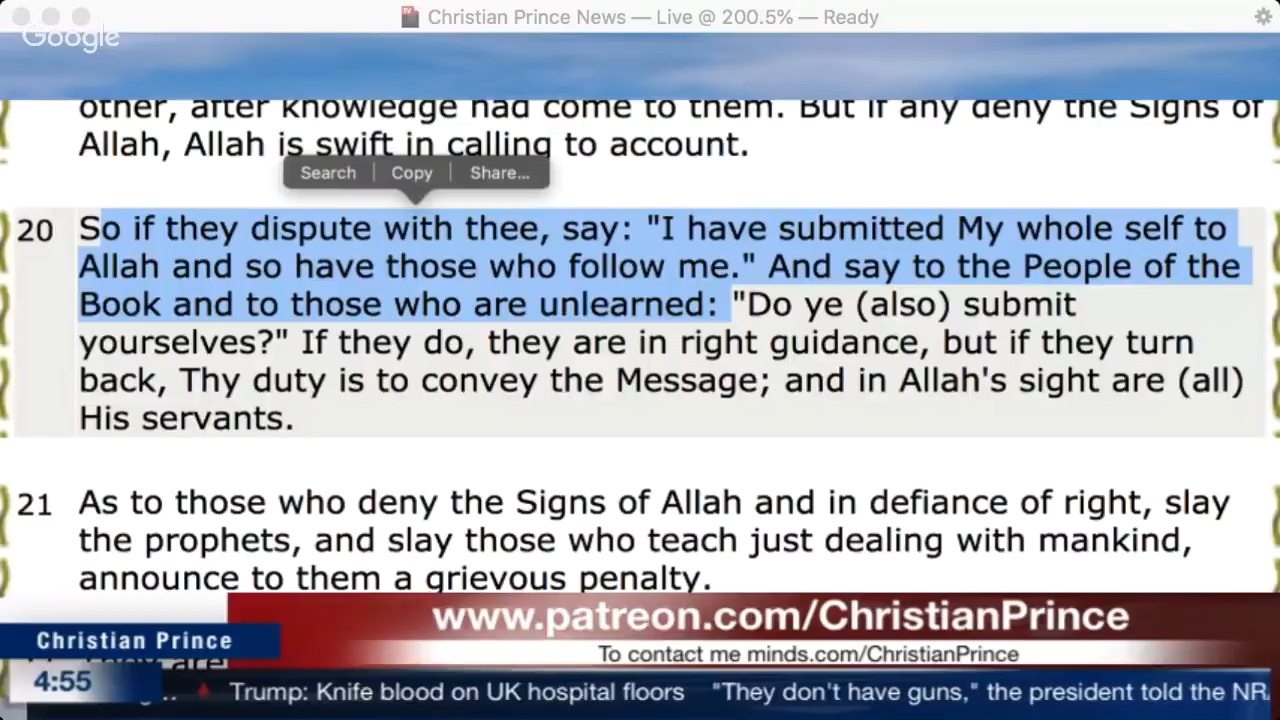 Christian Prince News — Live @ 200.5% — Ready
Google
other, after knowledge had come to them. But if any deny the Signs of
Allah, Allah is swift in calling to account.
Search Copy Share...
20 So if they dispute with thee, say: "I have submitted My whole self to
Allah and so have those who follow me." And say to the People of the
Book and to those who are unlearned: "Do ye (also) submit
yourselves?" If they do, they are in right guidance, but if they turn
back, Thy duty is to convey the Message; and in Allah's sight are (all)
His servants.
21 As to those who deny the Signs of Allah and in defiance of right, slay
the prophets, and slay those who teach just dealing with mankind,
announce to them a grievous penalty.
www.patreon.com/ChristianPrince
Christian Prince
To contact me minds.com/ChristianPrince
They are
4:55
Trump: Knife blood on UK hospital floors "They don't have guns," the president told the NRA